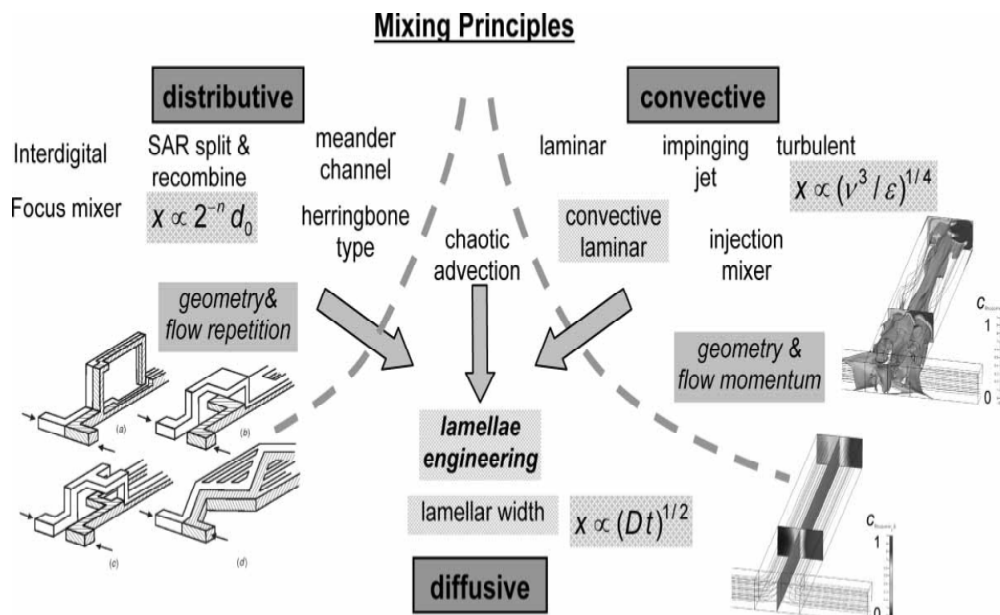 Mixing Principles
distributive
convective
Interdigital
SAR split &
recombine
meander
channel
laminar
impinging
jet
turbulent
Focus mixer
x ∝ 2⁻ⁿ d₀
x ∝ (ν³ / ε)^1/4
herringbone
type
chaotic
advection
convective
laminar
injection
mixer
geometry&
flow repetition
geometry &
flow momentum
c
1
0
(a)
(b)
(c)
(d)
lamellae
engineering
lamellar width
x ∝ (Dt)^1/2
diffusive
c
1
0